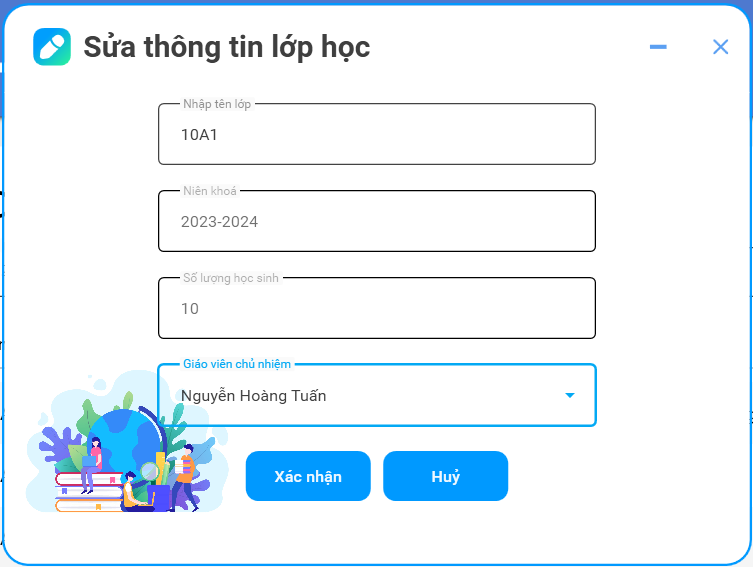 Sửa thông tin lớp học
Nhập tên lớp
10A1
Niên khoá
2023-2024
Số lượng học sinh
10
Giáo viên chủ nhiệm
Nguyễn Hoàng Tuấn
Xác nhận
Huỷ